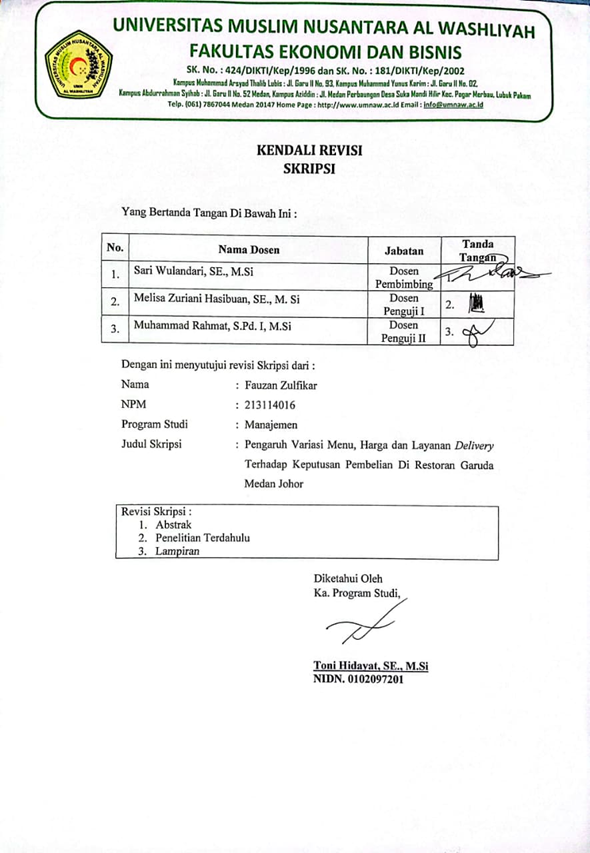 UNIVERSITAS MUSLIM NUSANTARA AL WASHLIYAH
FAKULTAS EKONOMI DAN BISNIS
SK. No. : 424/DIKTI/Kep/1996 dan SK. No. : 181/DIKTI/Kep/2002
Kampus Muhammad Arsyad Thalib Lubis : Jl. Garu II No. 93, Kampus Muhammad Yunus Karim : Jl. Garu II No. 02,
Kampus Abdurrahman Syihab : Jl. Garu II No. 52 Medan, Kampus Aziddin : Jl. Medan Perbaungan Desa Suka Mandi Hilir Kec. Pagar Merbau, Lubuk Pakam
Telp. (061) 7867044 Medan 20147 Home Page : http://www.umnaw.ac.id Email : info@umnaw.ac.id
UNIVERSITAS MUSLIM NUSANTARA
UMN
AL WASHLIYAH
KENDALI REVISI
SKRIPSI
Yang Bertanda Tangan Di Bawah Ini :
No. Nama Dosen Jabatan Tanda Tangan
1. Sari Wulandari, SE., M.Si Dosen Pembimbing 1.
2. Melisa Zuriani Hasibuan, SE., M. Si Dosen Penguji I 2.
3. Muhammad Rahmat, S.Pd. I, M.Si Dosen Penguji II 3.
Dengan ini menyutujui revisi Skripsi dari :
Nama : Fauzan Zulfikar
NPM : 213114016
Program Studi : Manajemen
Judul Skripsi : Pengaruh Variasi Menu, Harga dan Layanan Delivery
Terhadap Keputusan Pembelian Di Restoran Garuda
Medan Johor
Revisi Skripsi :
1. Abstrak
2. Penelitian Terdahulu
3. Lampiran
Diketahui Oleh
Ka. Program Studi,
Toni Hidayat, SE., M.Si
NIDN. 0102097201